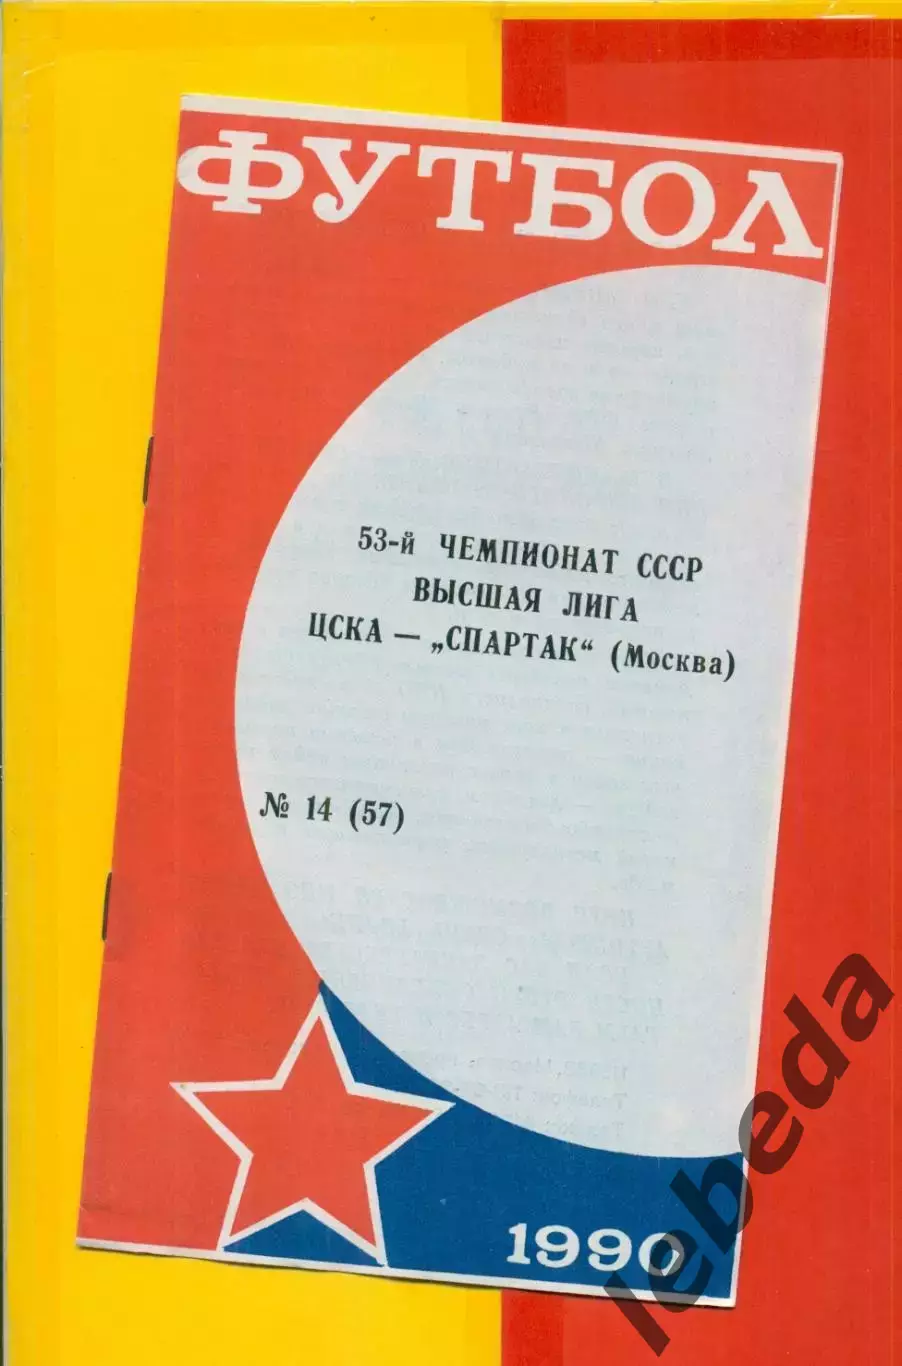 ФУТБОЛ
53-й ЧЕМПИОНАТ СССР
ВЫСШАЯ ЛИГА
ЦСКА — „СПАРТАК“ (Москва)
№ 14 (57)
1990
lebeda